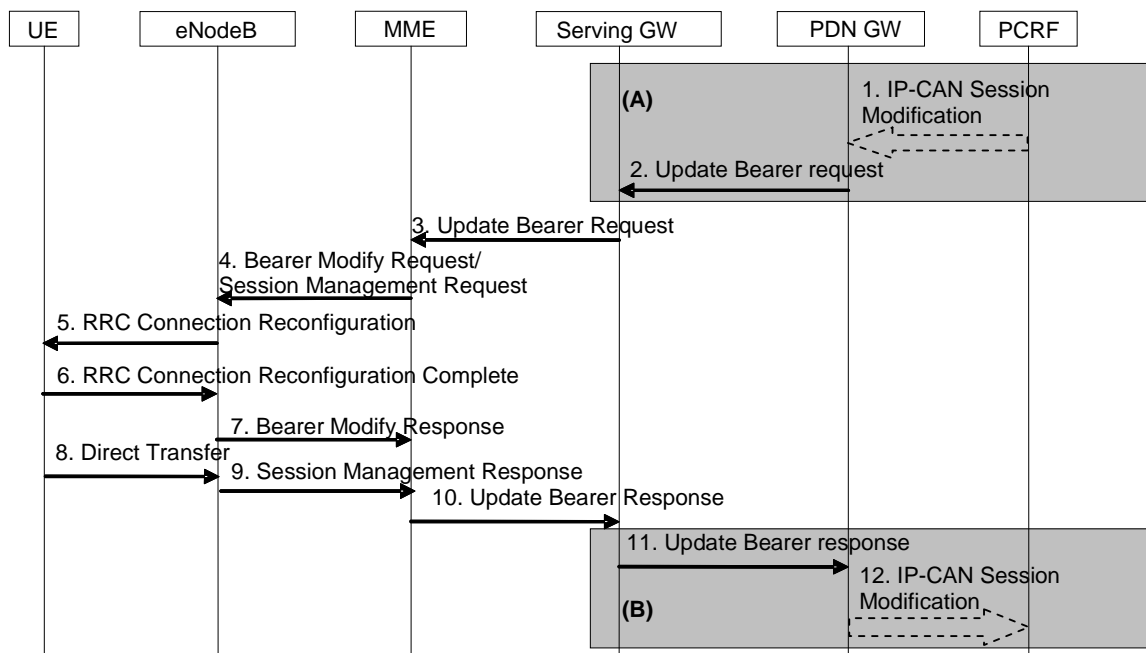 UE
eNodeB
MME
Serving GW
PDN GW
PCRF
(A)
1. IP-CAN Session
Modification
2. Update Bearer request
3. Update Bearer Request
4. Bearer Modify Request/
Session Management Request
5. RRC Connection Reconfiguration
6. RRC Connection Reconfiguration Complete
7. Bearer Modify Response
8. Direct Transfer
9. Session Management Response
10. Update Bearer Response
11. Update Bearer response
12. IP-CAN Session
Modification
(B)